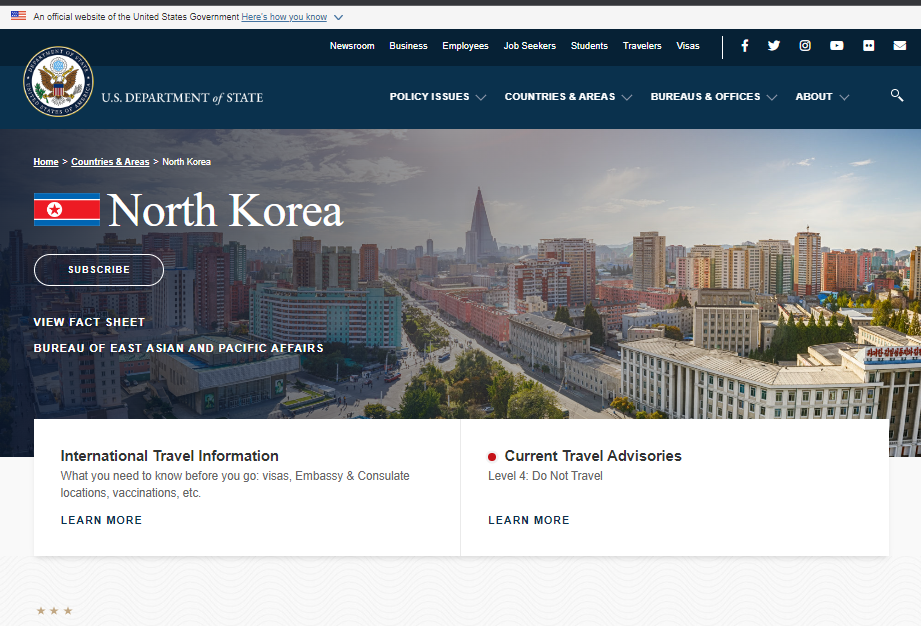 An official website of the United States Government Here's how you know
Newsroom Business Employees Job Seekers Students Travelers Visas
U.S. DEPARTMENT of STATE
POLICY ISSUES COUNTRIES & AREAS BUREAUS & OFFICES ABOUT
Home > Countries & Areas > North Korea
North Korea
SUBSCRIBE
VIEW FACT SHEET
BUREAU OF EAST ASIAN AND PACIFIC AFFAIRS
International Travel Information
What you need to know before you go: visas, Embassy & Consulate
locations, vaccinations, etc.
LEARN MORE
Current Travel Advisories
Level 4: Do Not Travel
LEARN MORE